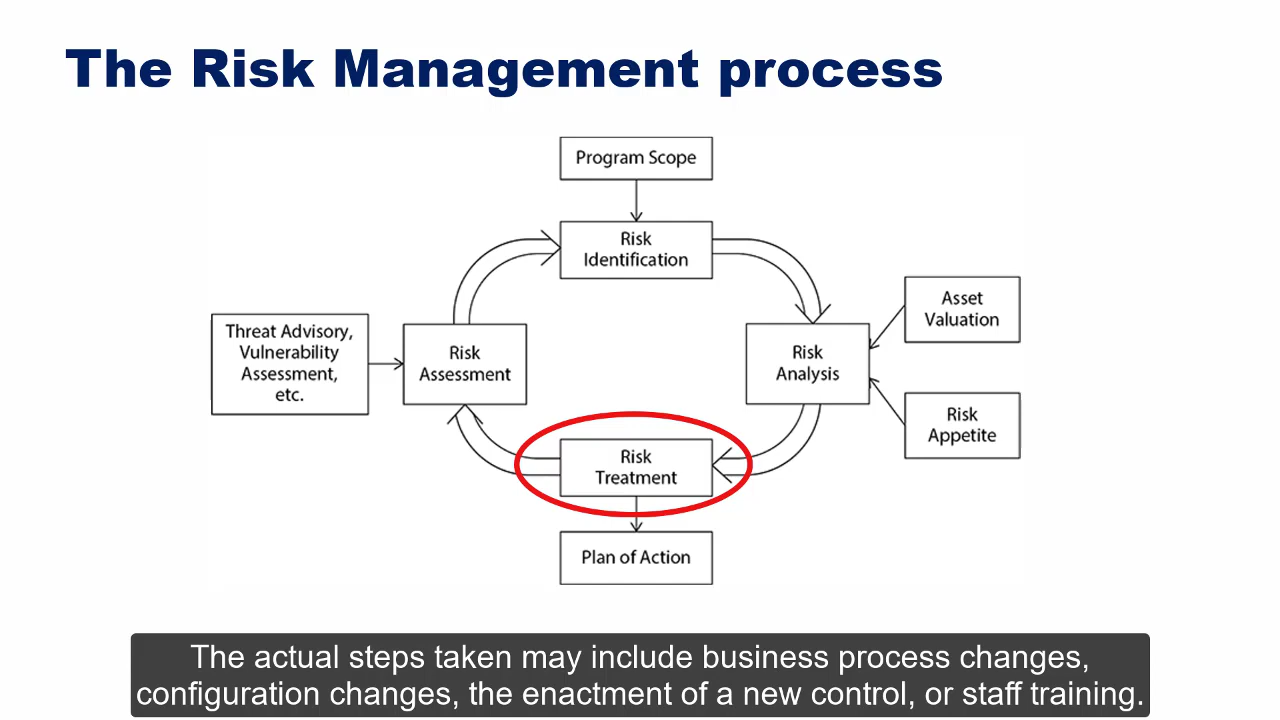 The Risk Management process
Program Scope
Risk
Identification
Asset
Valuation
Threat Advisory,
Vulnerability
Assessment,
etc.
Risk
Assessment
Risk
Analysis
Risk
Appetite
Risk
Treatment
Plan of Action
The actual steps taken may include business process changes,
configuration changes, the enactment of a new control, or staff training.